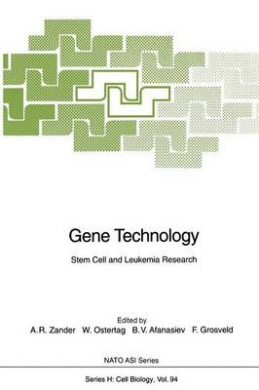 Gene Technology
Stem Cell and Leukemia Research
Edited by
A.R. Zander W. Ostertag B.V. Afanasiev F. Grosveld
NATO ASI Series
Series H: Cell Biology, Vol. 94